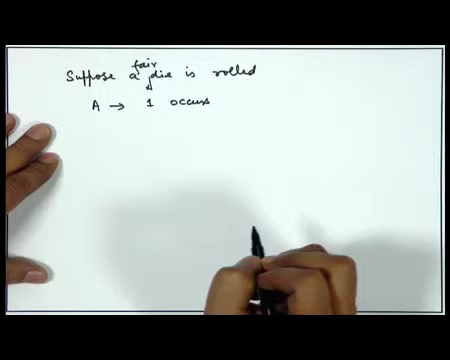 Suppose a fair die is rolled
A → 1 occurs